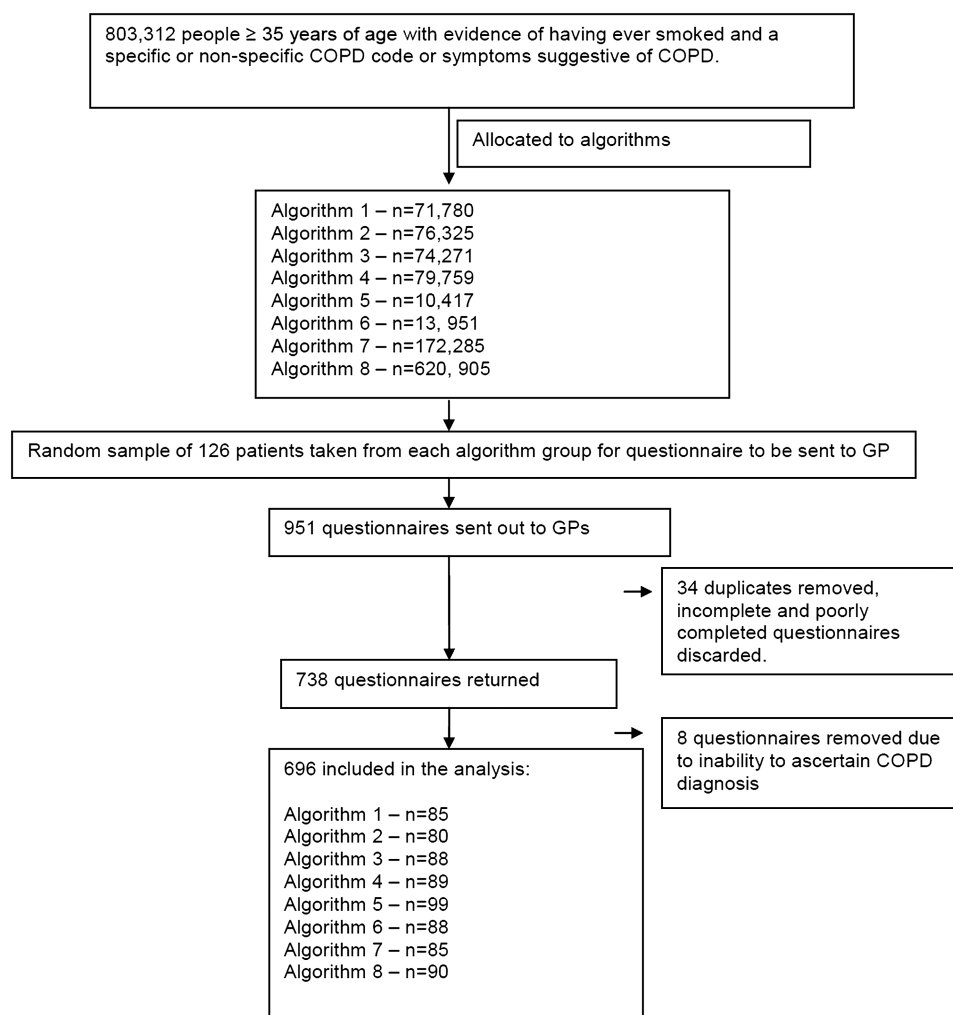 803,312 people ≥ 35 years of age with evidence of having ever smoked and a
specific or non-specific COPD code or symptoms suggestive of COPD.
Allocated to algorithms
Algorithm 1 – n=71,780
Algorithm 2 – n=76,325
Algorithm 3 – n=74,271
Algorithm 4 – n=79,759
Algorithm 5 – n=10,417
Algorithm 6 – n=13, 951
Algorithm 7 – n=172,285
Algorithm 8 – n=620, 905
Random sample of 126 patients taken from each algorithm group for questionnaire to be sent to GP
951 questionnaires sent out to GPs
34 duplicates removed,
incomplete and poorly
completed questionnaires
discarded.
738 questionnaires returned
8 questionnaires removed due
to inability to ascertain COPD
diagnosis
696 included in the analysis:
Algorithm 1 – n=85
Algorithm 2 – n=80
Algorithm 3 – n=88
Algorithm 4 – n=89
Algorithm 5 – n=99
Algorithm 6 – n=88
Algorithm 7 – n=85
Algorithm 8 – n=90